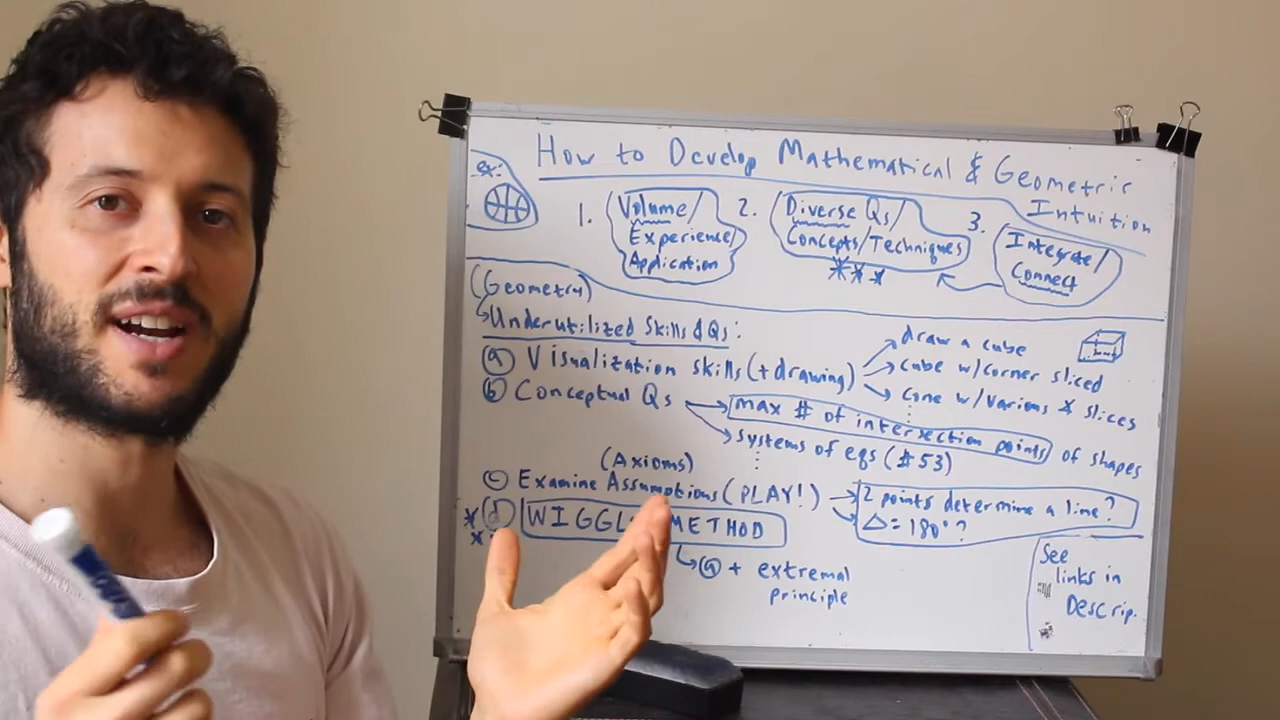 How to Develop Mathematical & Geometric
Intuition
ex:
1. Volume/
Experience/
Application
2. Diverse Qs/
Concepts/Techniques
3. Integrate/
Connect
(Geometry)
Underutilized Skills & Qs:
(a) Visualization skills (+drawing)
draw a cube
cube w/corner sliced
cone w/various ∡ slices
(b) Conceptual Qs
max # of intersection points of shapes
systems of eqs (#53)
(Axioms)
(c) Examine Assumptions (PLAY!)
2 points determine a line?
△ = 180°?
(d) METHOD
(a) + extremal
principle
See
links in
Descrip.